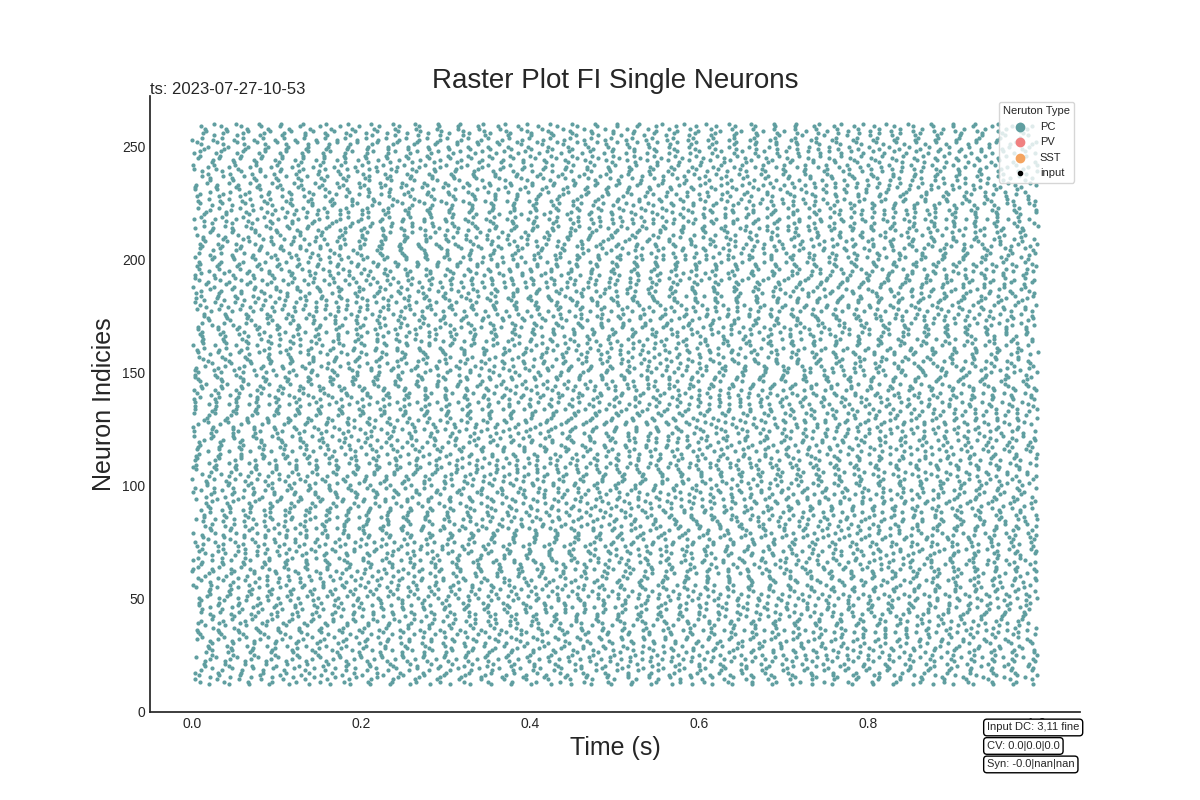 Raster Plot FI Single Neurons
ts: 2023-07-27-10-53
Neruton Type
PC
PV
SST
input
Neuron Indicies
250
200
150
100
50
0
0.0
0.2
0.4
0.6
0.8
Time (s)
Input DC: 3,11 fine
CV: 0.0|0.0|0.0
Syn: -0.0|nan|nan